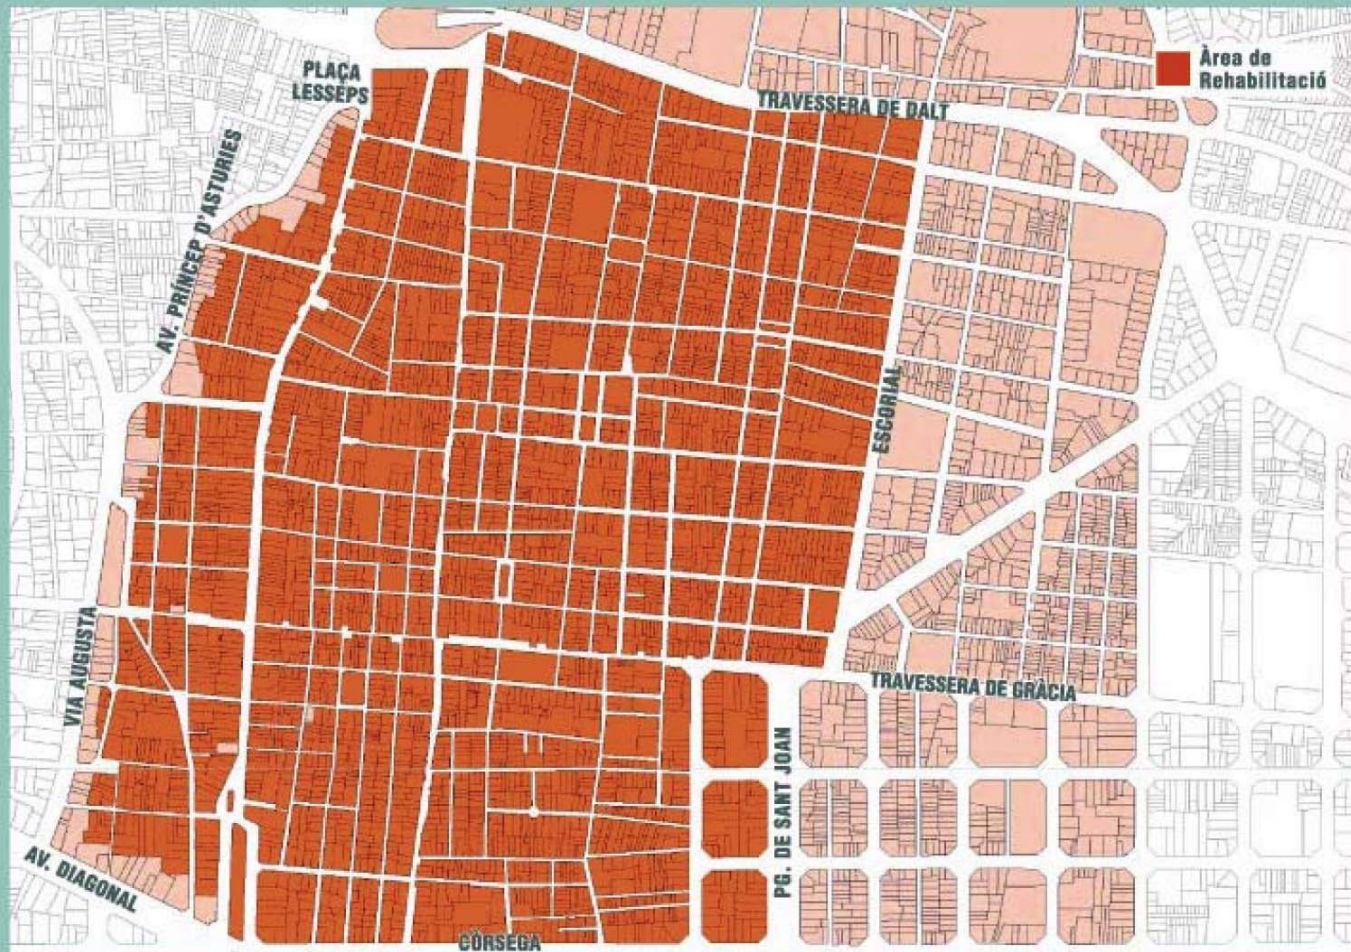 PLAÇA
LESSEPS
Àrea de
Rehabilitació
TRAVESSERA DE DALT
AV. PRÍNCEP D'ASTURIES
ESCORIAL
VIA AUGUSTA
TRAVESSERA DE GRÀCIA
PG. DE SANT JOAN
AV. DIAGONAL
CÒRSEGA